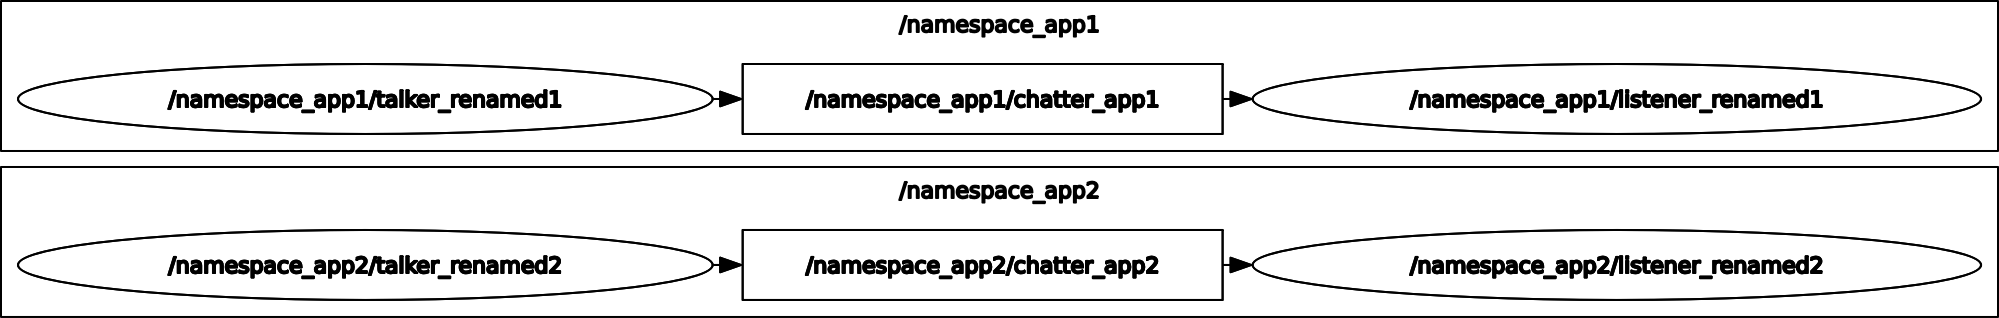 /namespace_app1
/namespace_app1/talker_renamed1
/namespace_app1/chatter_app1
/namespace_app1/listener_renamed1
/namespace_app2
/namespace_app2/talker_renamed2
/namespace_app2/chatter_app2
/namespace_app2/listener_renamed2